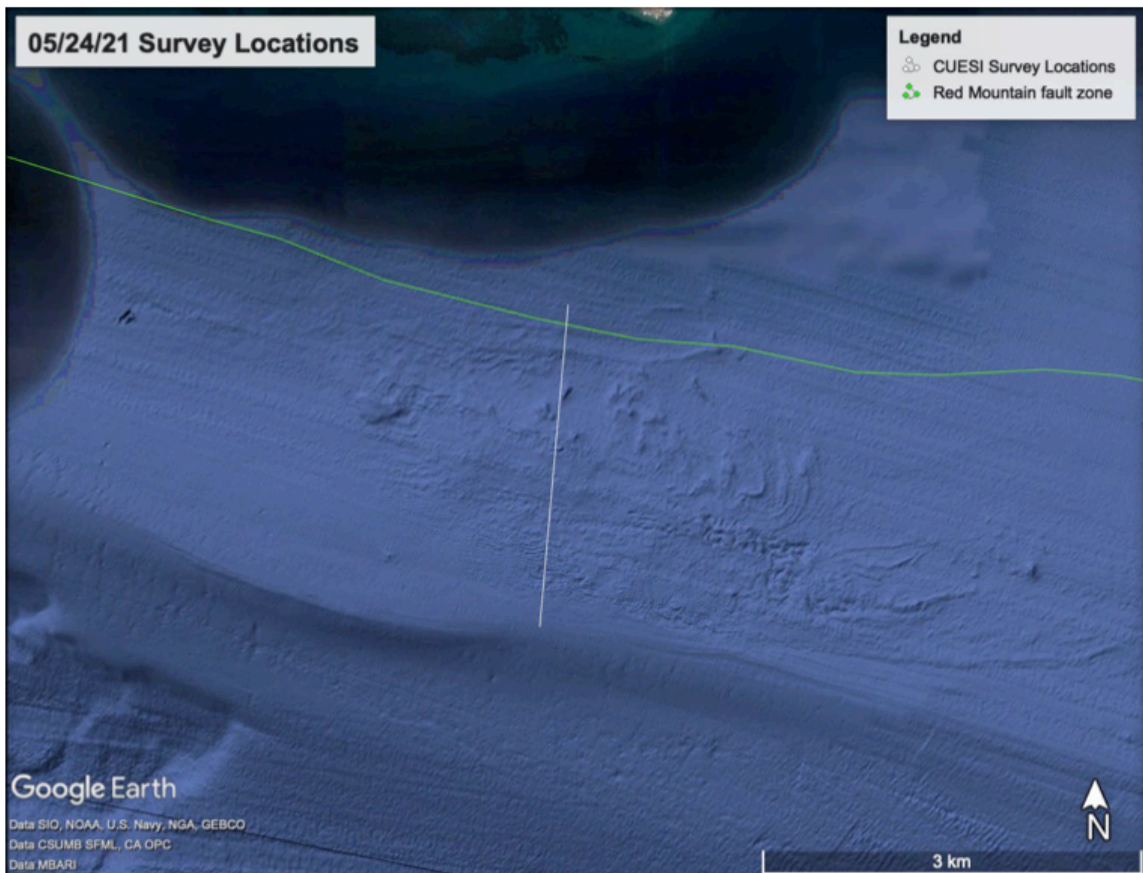 05/24/21 Survey Locations
Legend
CUESI Survey Locations
Red Mountain fault zone
Google Earth
Data SIO, NOAA, U.S. Navy, NGA, GEBCO
Data CSUMB SFML, CA OPC
Data MBARI
N
3 km